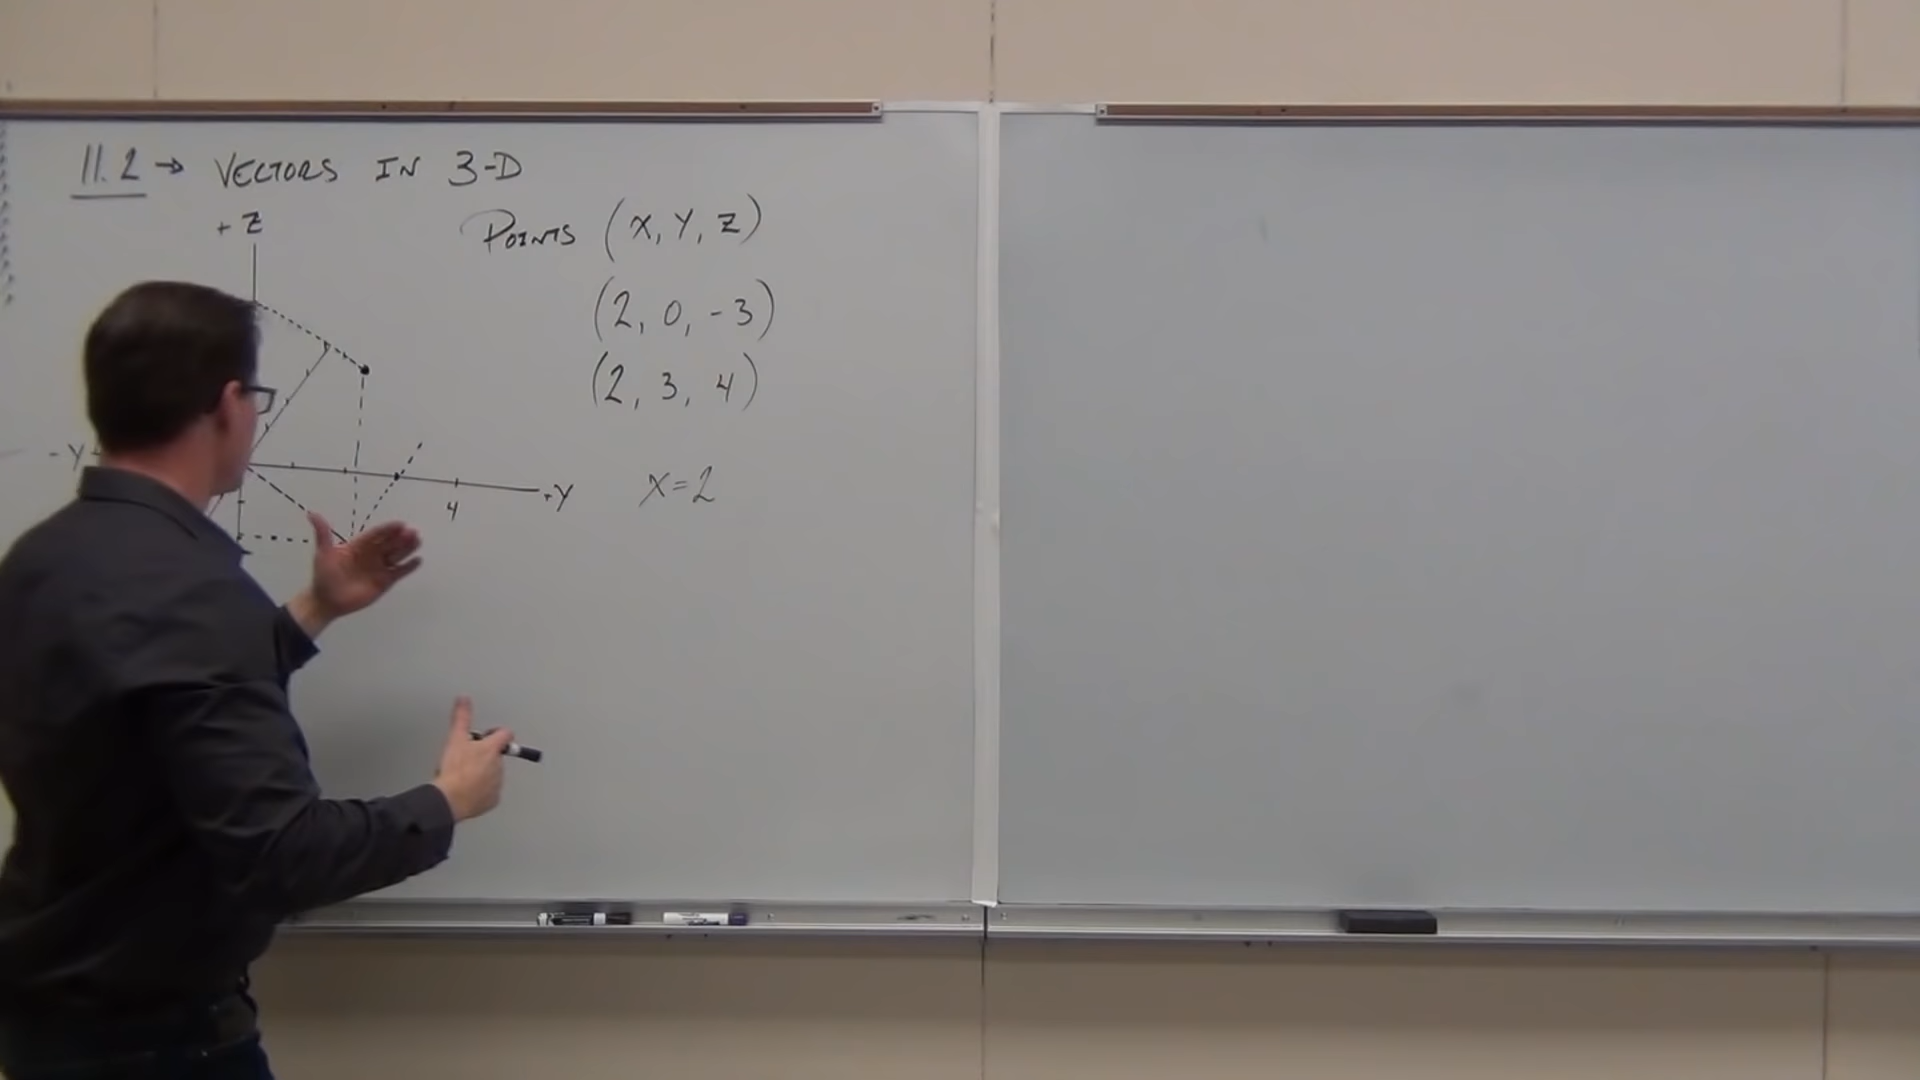 11.2 → VECTORS IN 3-D
+ Z
POINTS (X, Y, Z)
(2, 0, -3)
(2, 3, 4)
- Y
+Y
4
X=2